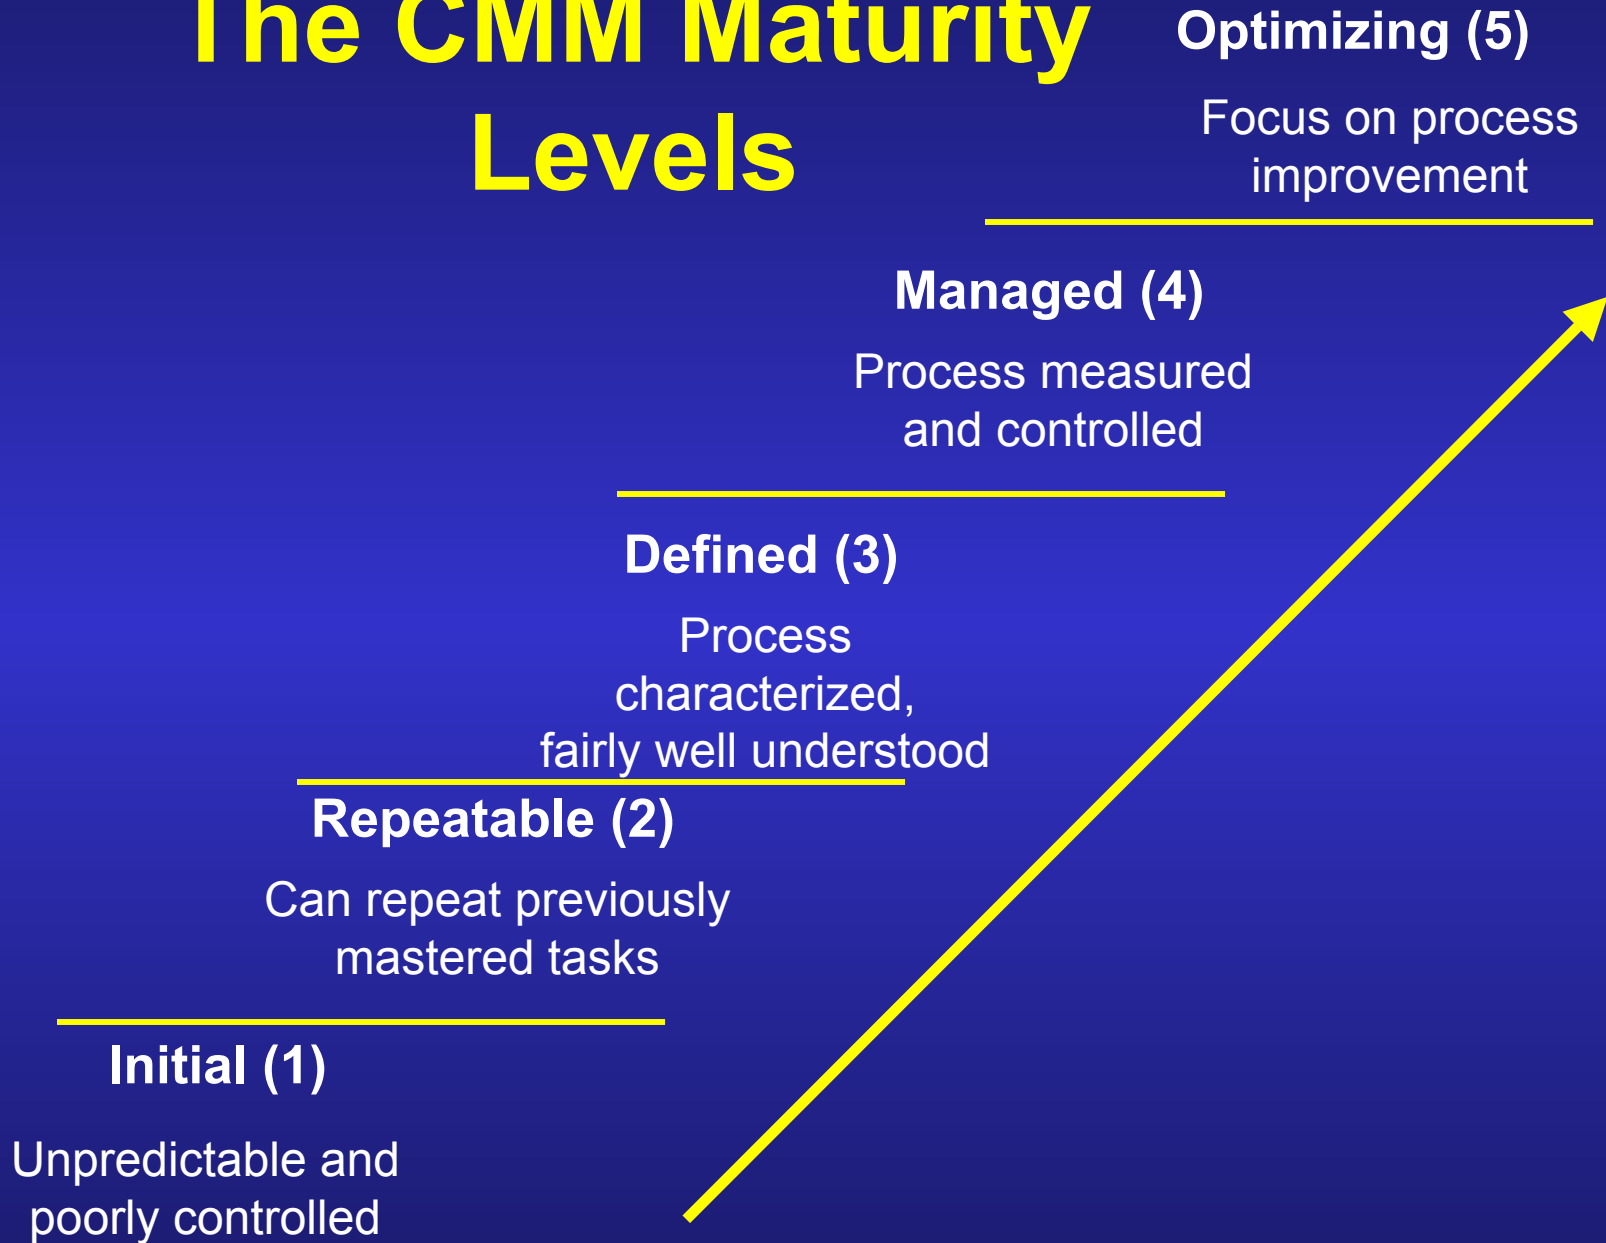 The CMM Maturity
Levels
Optimizing (5)
Focus on process
improvement
Managed (4)
Process measured
and controlled
Defined (3)
Process
characterized,
fairly well understood
Repeatable (2)
Can repeat previously
mastered tasks
Initial (1)
Unpredictable and
poorly controlled